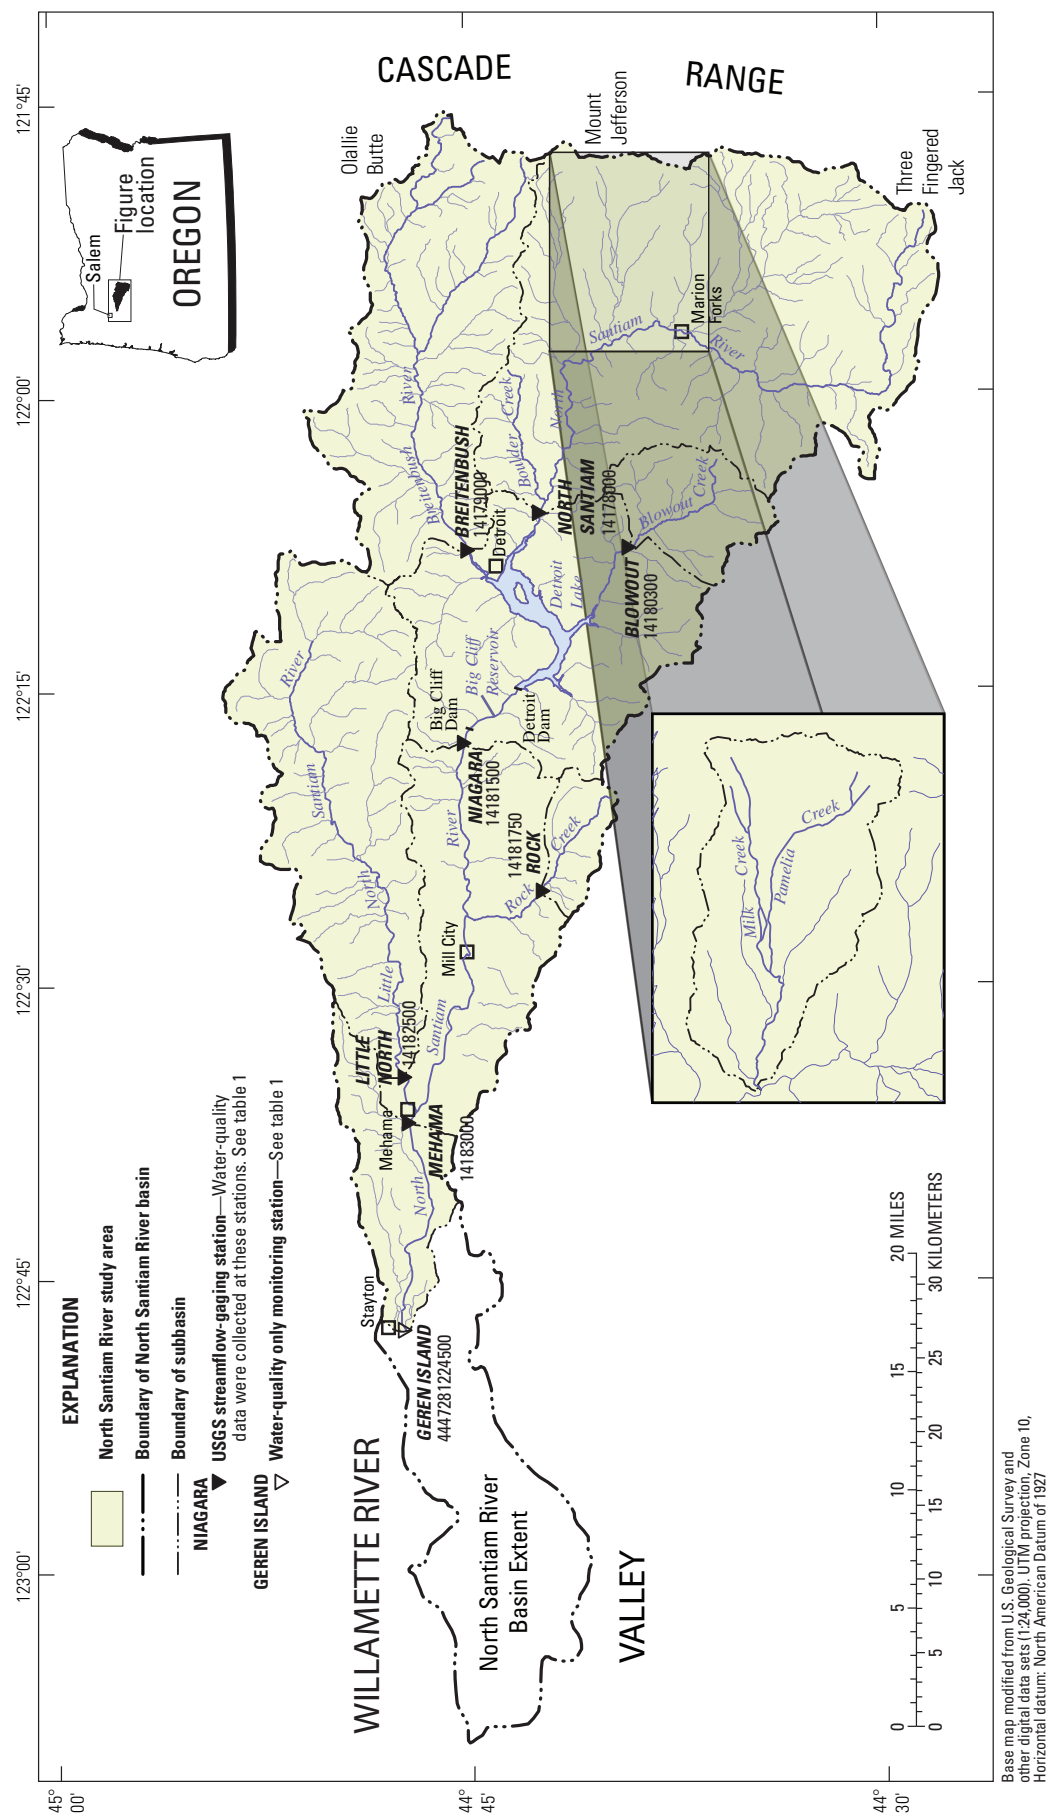 123°00'
122°45'
122°30'
122°15'
122°00'
121°45'
45°
00'
44°
45'
44°
30'
EXPLANATION
North Santiam River study area
Boundary of North Santiam River basin
Boundary of subbasin
NIAGARA
USGS streamflow-gaging station—Water-quality
data were collected at these stations. See table 1
GEREN ISLAND
Water-quality only monitoring station—See table 1
Salem
Figure
location
OREGON
CASCADE
RANGE
Olallie
Butte
Mount
Jefferson
Three
Fingered
Jack
WILLAMETTE RIVER
VALLEY
North Santiam River
Basin Extent
Stayton
GEREN ISLAND
4447281224500
North
Mehama
MEHAMA
14183000
LITTLE
NORTH
14182500
Little
North
Santiam
River
Santiam
Mill City
River
Rock
Creek
14181750
ROCK
NIAGARA
14181500
Big Cliff
Dam
Big Cliff
Reservoir
Detroit
Dam
Detroit
Lake
Detroit
BREITENBUSH
14179000
Breitenbush
River
Boulder
Creek
NORTH
SANTIAM
14178000
North
Santiam
River
Marion
Forks
BLOWOUT
14180300
Blowout
Creek
Milk
Creek
Pamelia
Creek
0 5 10 15 20 MILES
0 5 10 15 20 25 30 KILOMETERS
Base map modified from U.S. Geological Survey and
other digital data sets (1:24,000). UTM projection, Zone 10,
Horizontal datum: North American Datum of 1927